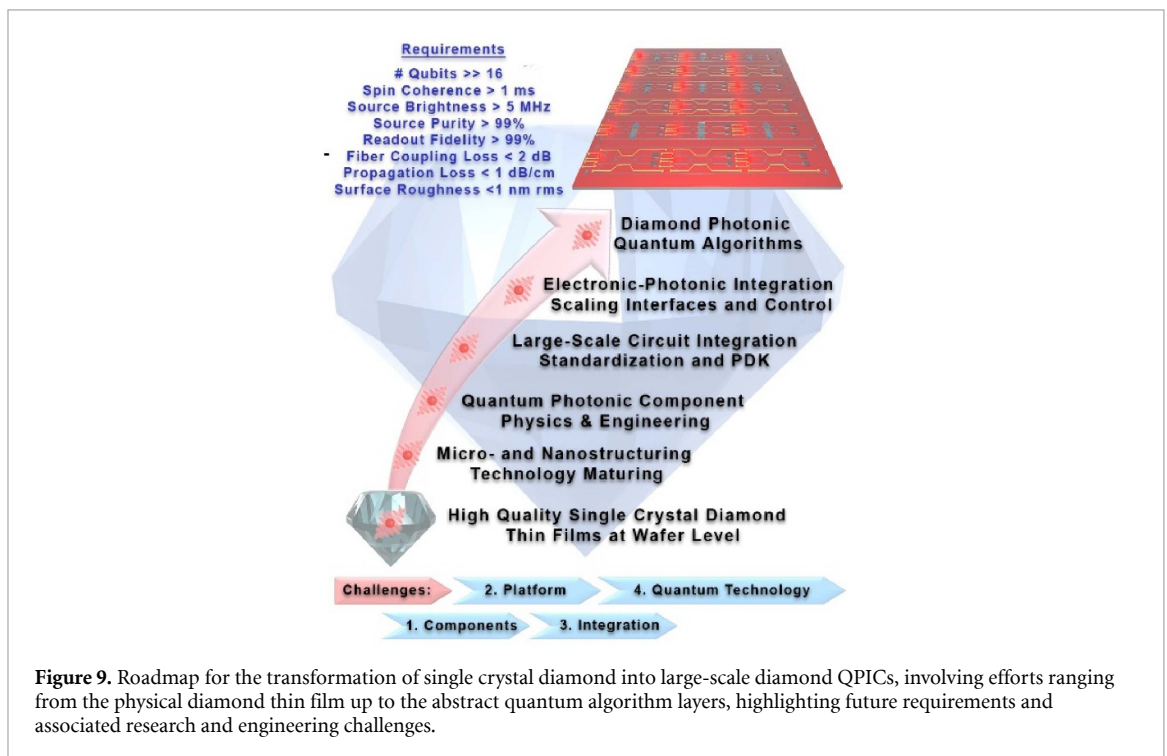 Requirements
# Qubits >> 16
Spin Coherence > 1 ms
Source Brightness > 5 MHz
Source Purity > 99%
Readout Fidelity > 99%
Fiber Coupling Loss < 2 dB
Propagation Loss < 1 dB/cm
Surface Roughness <1 nm rms
Diamond Photonic
Quantum Algorithms
Electronic-Photonic Integration
Scaling Interfaces and Control
Large-Scale Circuit Integration
Standardization and PDK
Quantum Photonic Component
Physics & Engineering
Micro- and Nanostructuring
Technology Maturing
High Quality Single Crystal Diamond
Thin Films at Wafer Level
Challenges: 2. Platform 4. Quantum Technology
1. Components 3. Integration
Figure 9. Roadmap for the transformation of single crystal diamond into large-scale diamond QPICs, involving efforts ranging
from the physical diamond thin film up to the abstract quantum algorithm layers, highlighting future requirements and
associated research and engineering challenges.